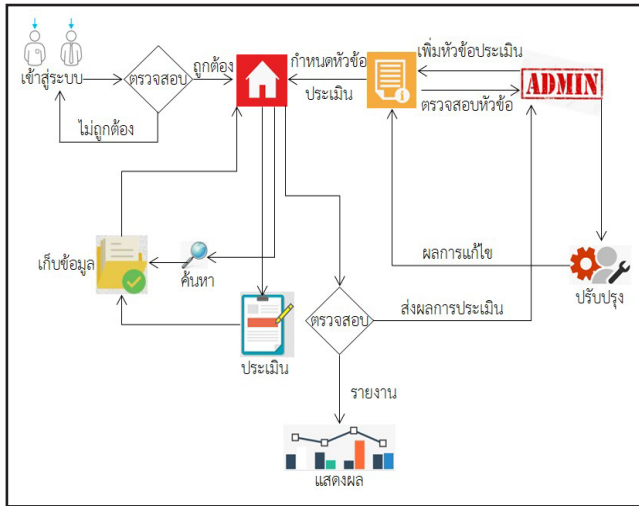 เข้าสู่ระบบ
ตรวจสอบ
ถูกต้อง
ไม่ถูกต้อง
กำหนดหัวข้อ
ประเมิน
เพิ่มหัวข้อประเมิน
ตรวจสอบหัวข้อ
ADMIN
เก็บข้อมูล
ค้นหา
ผลการแก้ไข
ปรับปรุง
ตรวจสอบ
ส่งผลการประเมิน
ประเมิน
รายงาน
แสดงผล